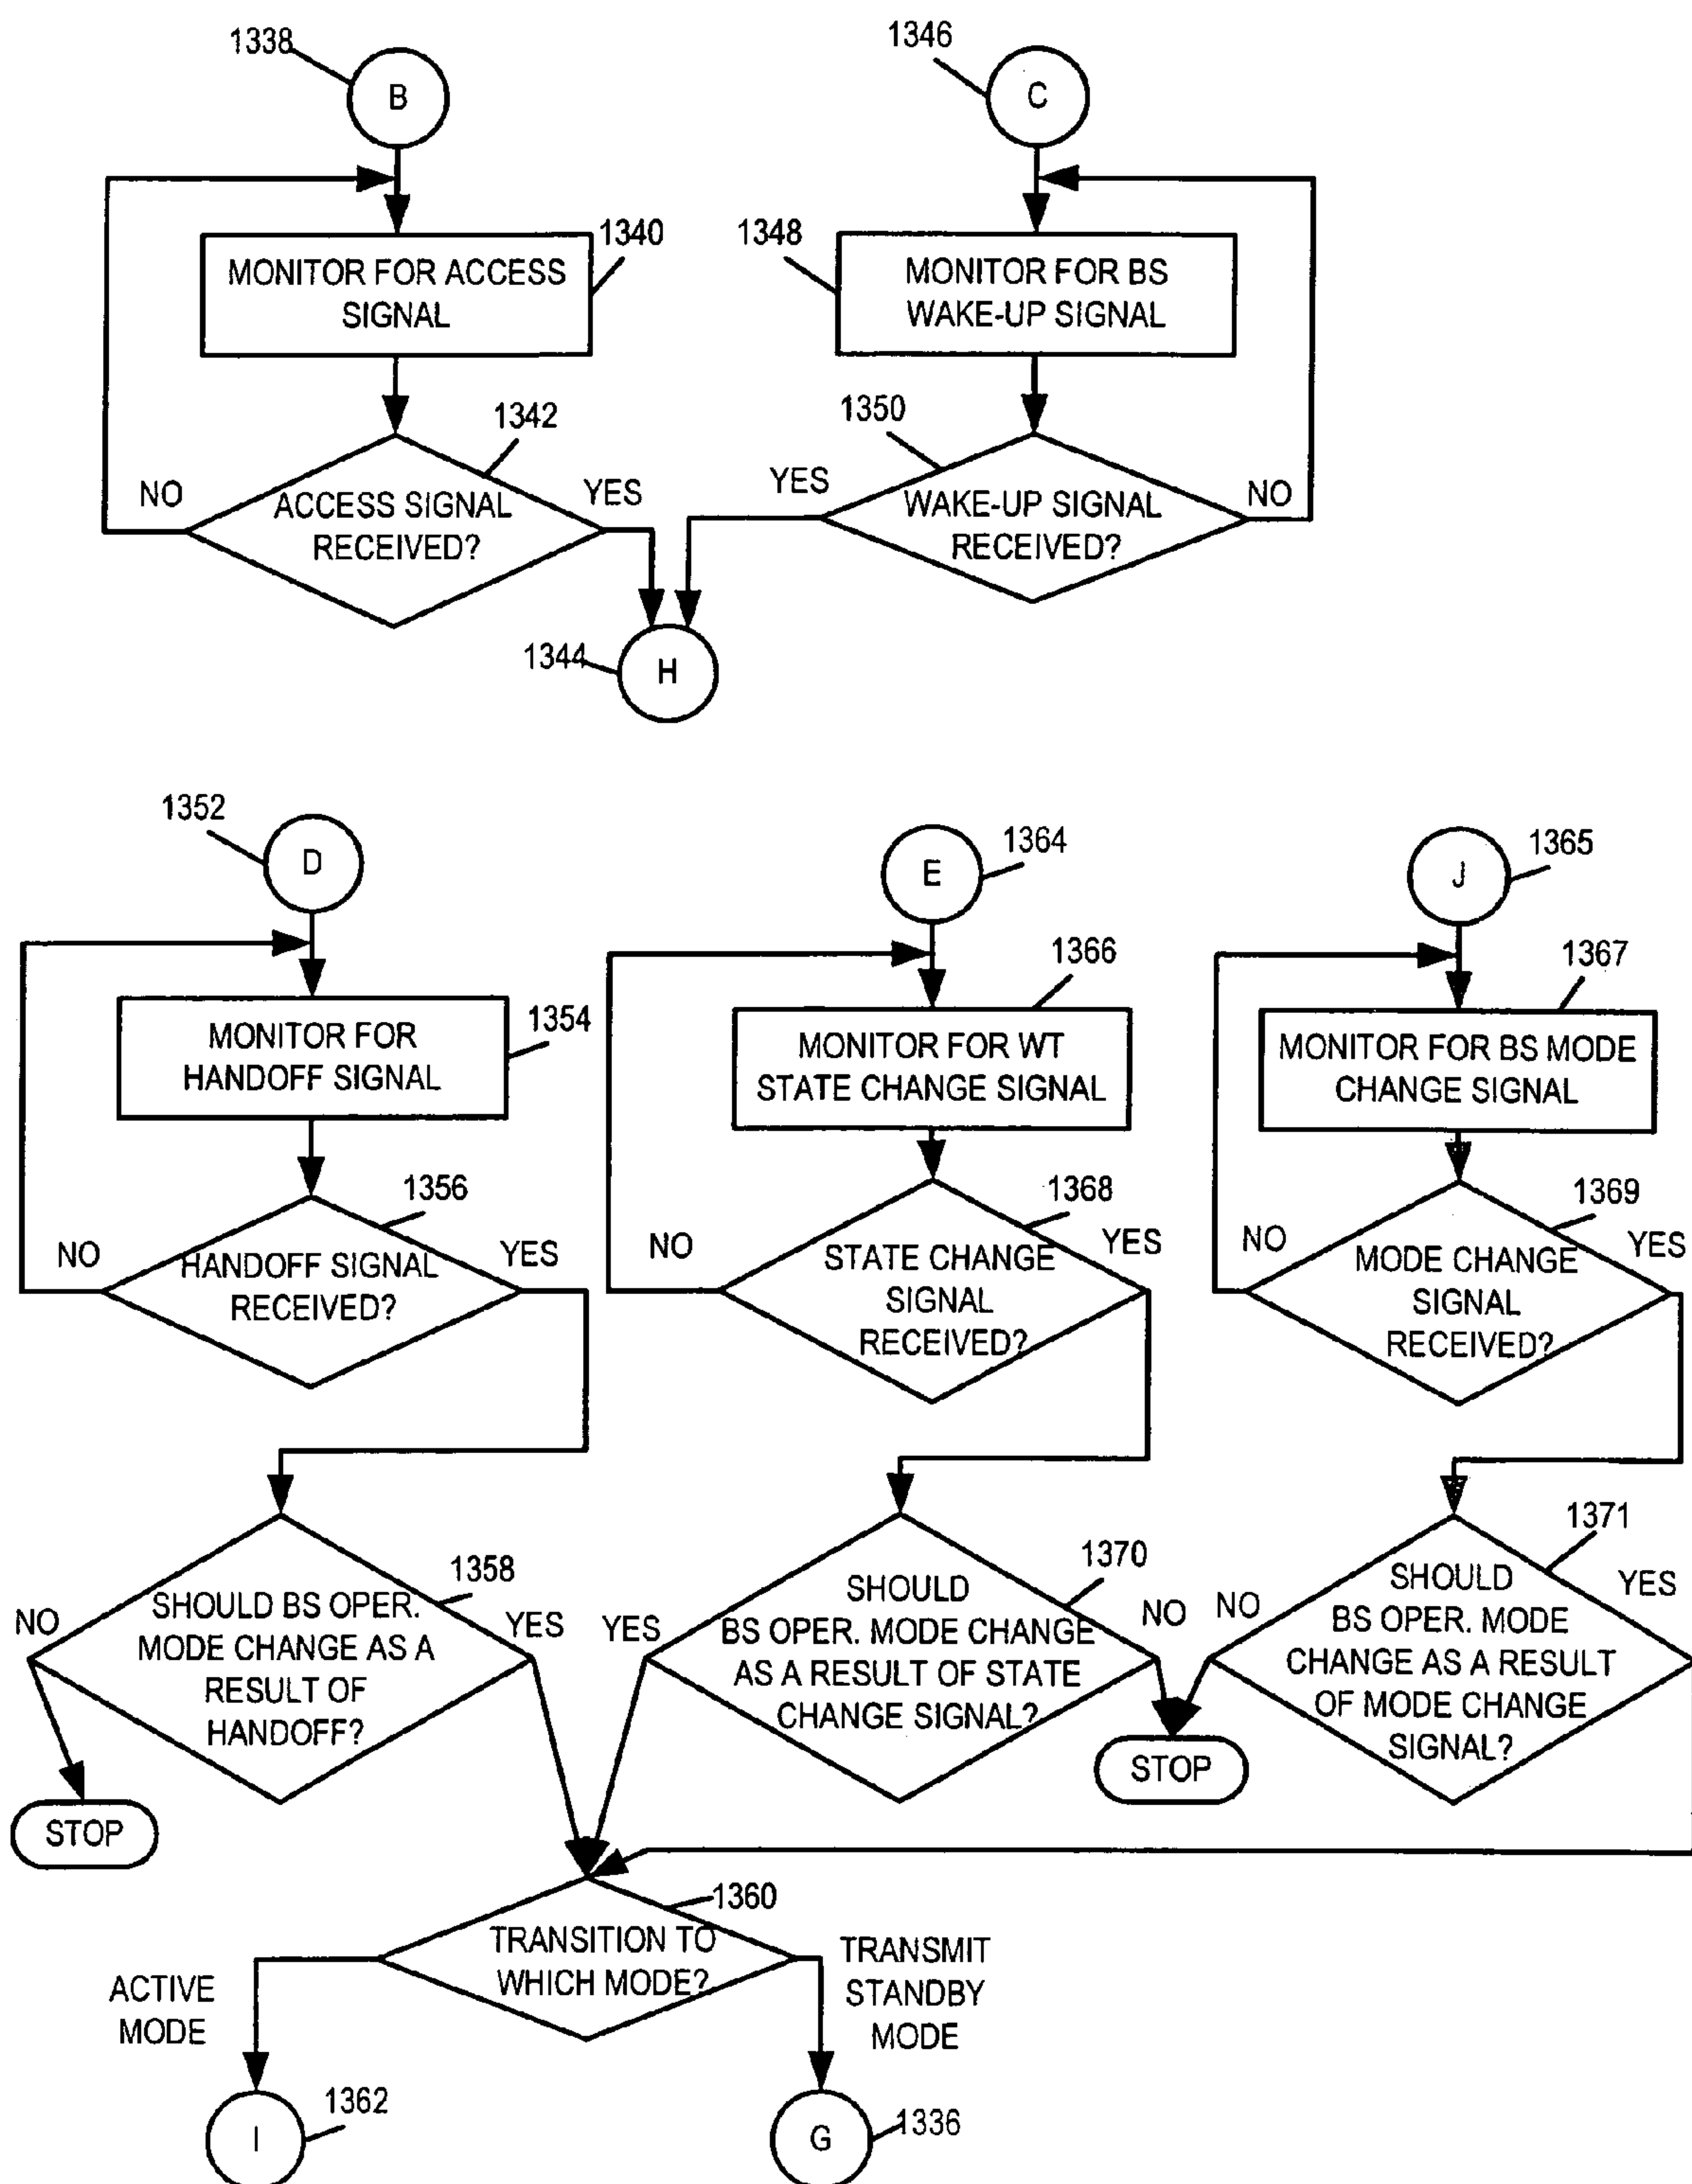 1338
B
1346
C
MONITOR FOR ACCESS
SIGNAL
1340
1348
MONITOR FOR BS
WAKE-UP SIGNAL
1342
NO
ACCESS SIGNAL
RECEIVED?
YES
1350
YES
WAKE-UP SIGNAL
RECEIVED?
NO
1344
H
1352
D
MONITOR FOR
HANDOFF SIGNAL
1354
1356
NO
HANDOFF SIGNAL
RECEIVED?
YES
E
1364
1366
MONITOR FOR WT
STATE CHANGE SIGNAL
1368
NO
STATE CHANGE
SIGNAL
RECEIVED?
YES
J
1365
1367
MONITOR FOR BS MODE
CHANGE SIGNAL
1369
NO
MODE CHANGE
SIGNAL
RECEIVED?
YES
1358
NO
SHOULD BS OPER.
MODE CHANGE AS A
RESULT OF
HANDOFF?
YES
STOP
1370
YES
SHOULD
BS OPER. MODE CHANGE
AS A RESULT OF STATE
CHANGE SIGNAL?
NO
1371
NO
SHOULD
BS OPER. MODE
CHANGE AS A RESULT
OF MODE CHANGE
SIGNAL?
YES
STOP
1360
TRANSITION TO
WHICH MODE?
ACTIVE
MODE
TRANSMIT
STANDBY
MODE
I
1362
G
1336